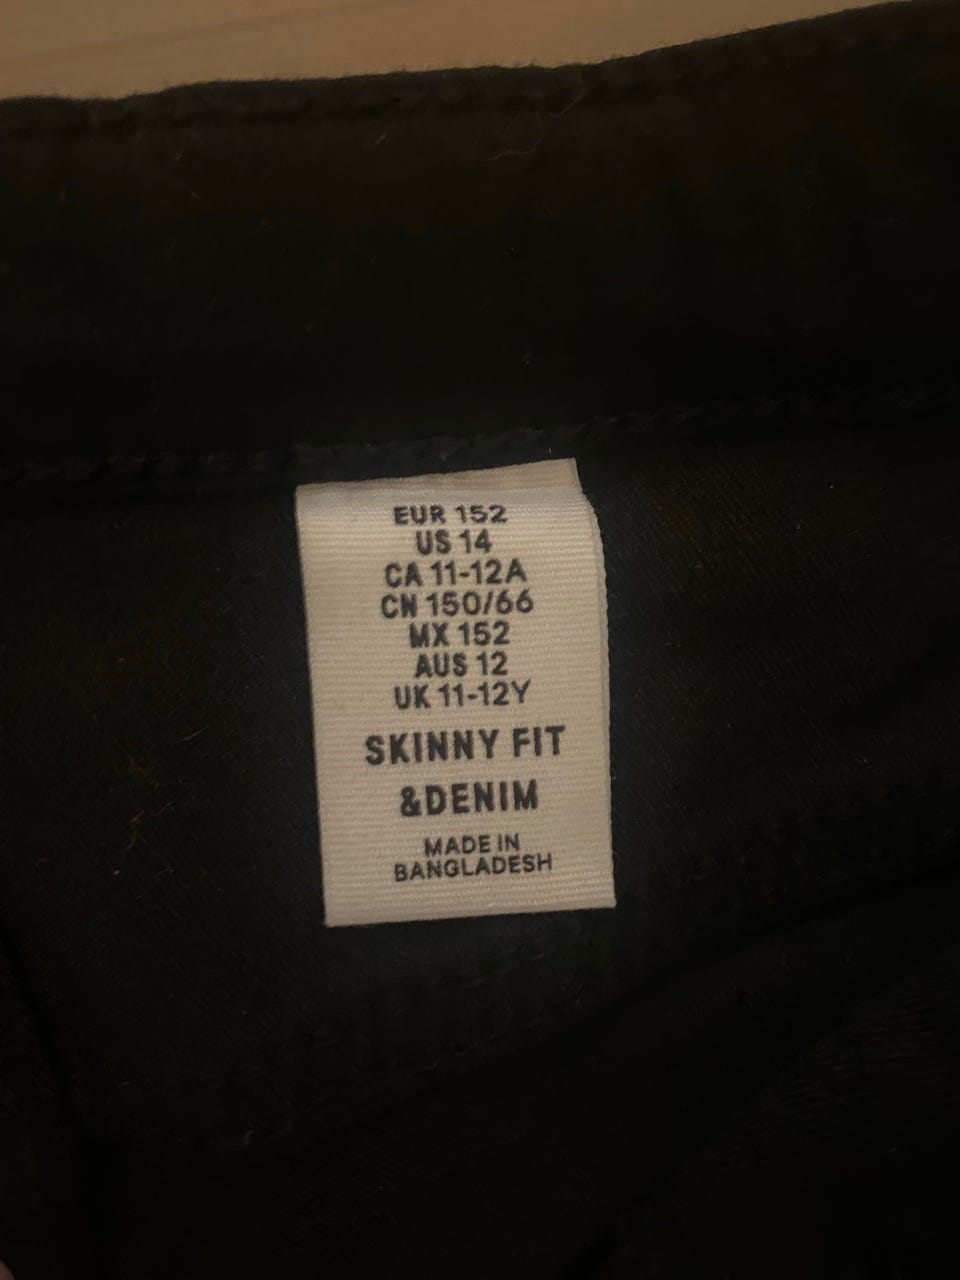 EUR 152
US 14
CA 11-12A
CN 150/66
MX 152
AUS 12
UK 11-12Y
SKINNY FIT
&DENIM
MADE IN
BANGLADESH